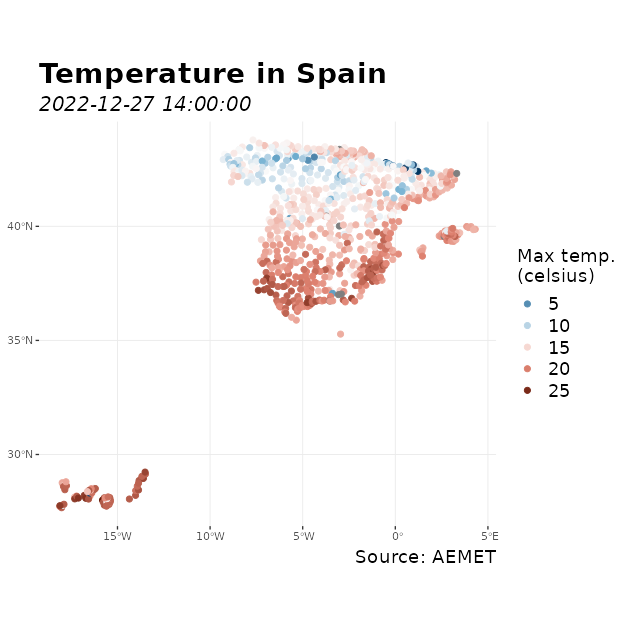 Temperature in Spain
2022-12-27 14:00:00
40°N
35°N
30°N
15°W
10°W
5°W
0°
5°E
Max temp.
(celsius)
5
10
15
20
25
Source: AEMET